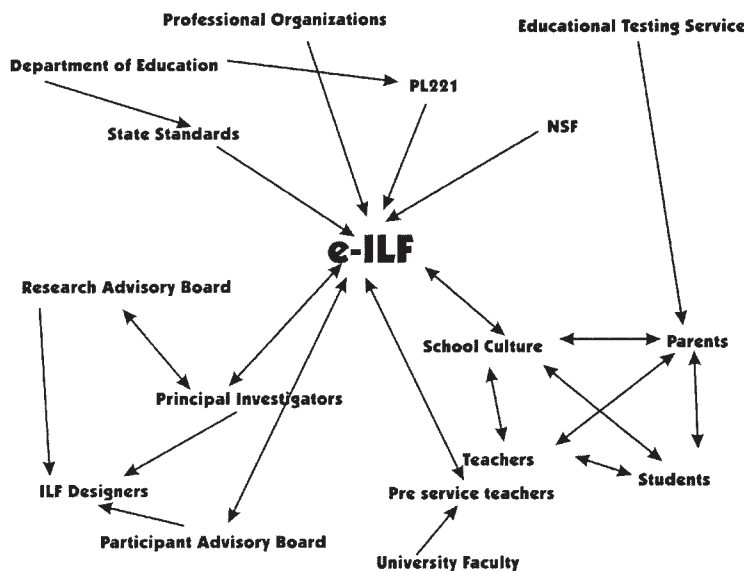 Professional Organizations
Educational Testing Service
Department of Education
PL221
State Standards
NSF
e-ILF
Research Advisory Board
School Culture
Parents
Principal Investigators
Teachers
Students
ILF Designers
Pre service teachers
Participant Advisory Board
University Faculty